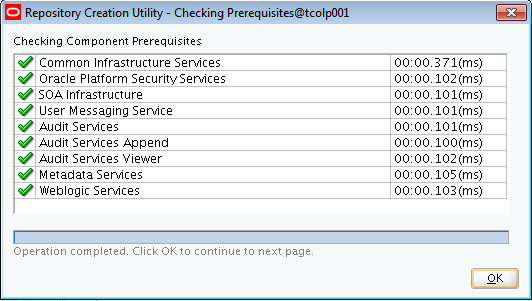 Repository Creation Utility - Checking Prerequisites@tcolp001
Checking Component Prerequisites
Common Infrastructure Services 00:00.371(ms)
Oracle Platform Security Services 00:00.102(ms)
SOA Infrastructure 00:00.101(ms)
User Messaging Service 00:00.101(ms)
Audit Services 00:00.101(ms)
Audit Services Append 00:00.100(ms)
Audit Services Viewer 00:00.102(ms)
Metadata Services 00:00.105(ms)
Weblogic Services 00:00.103(ms)
Operation completed. Click OK to continue to next page.
OK